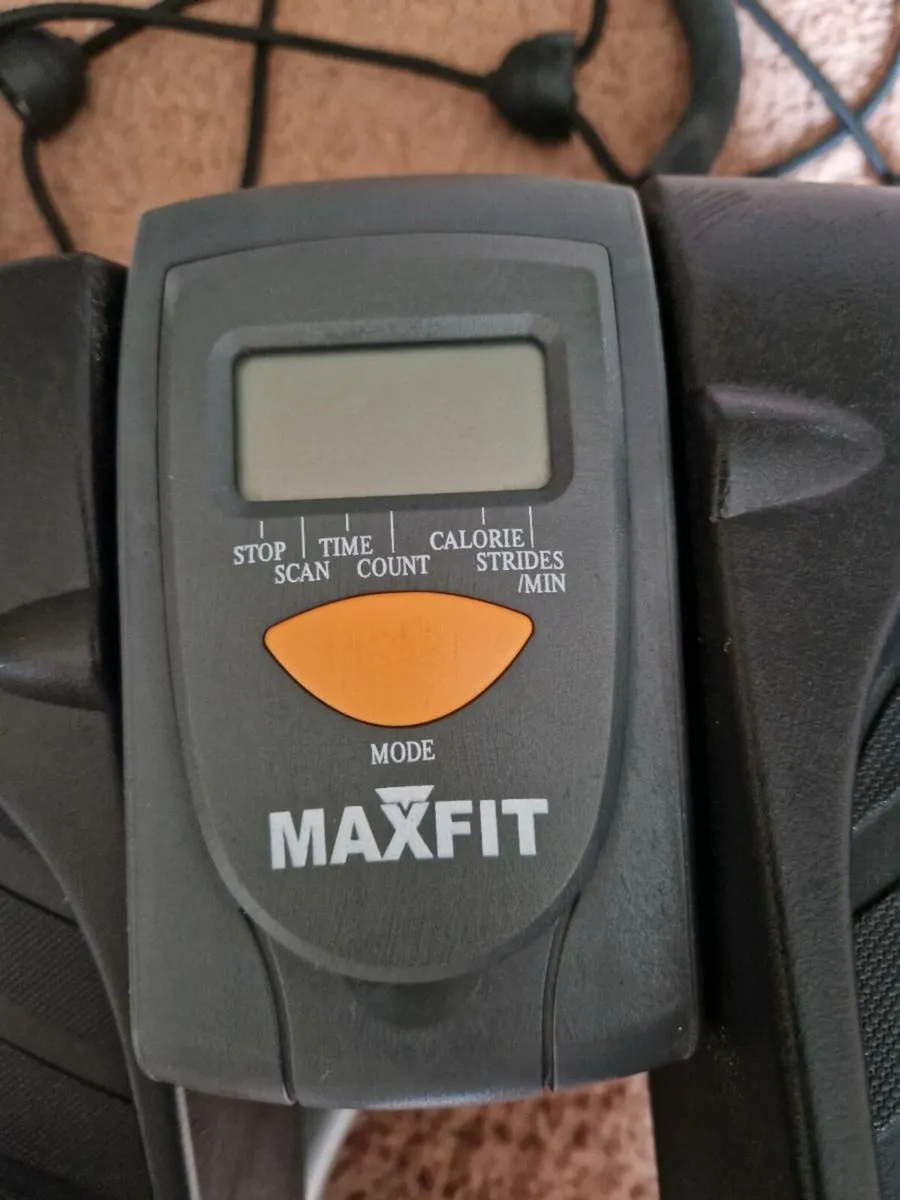 STOP
SCAN
TIME
COUNT
CALORIE
STRIDES
/MIN
MODE
MAXFIT